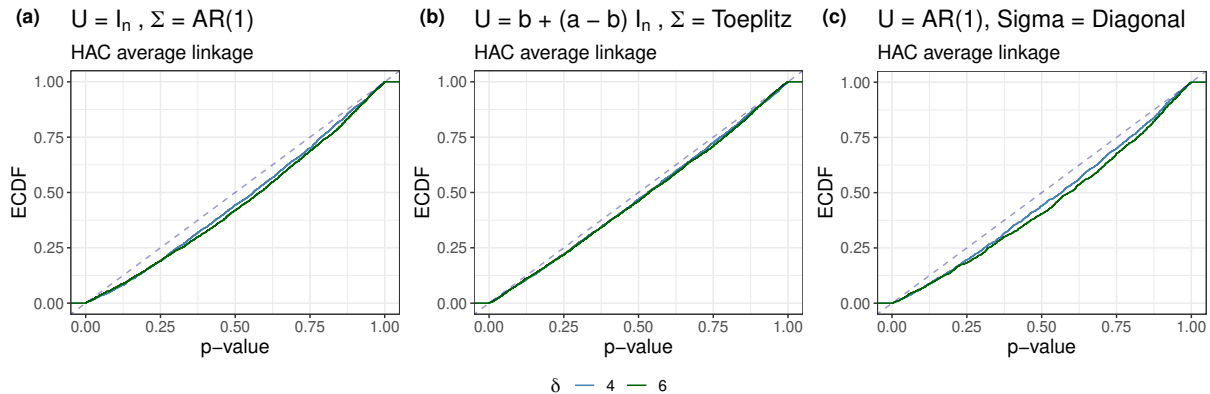 (a) U = Iₙ , Σ = AR(1)
HAC average linkage
1.00
0.75
0.50
0.25
0.00
ECDF
0.00 0.25 0.50 0.75 1.00
p−value
(b) U = b + (a − b) Iₙ , Σ = Toeplitz
HAC average linkage
1.00
0.75
0.50
0.25
0.00
ECDF
0.00 0.25 0.50 0.75 1.00
p−value
(c) U = AR(1), Sigma = Diagonal
HAC average linkage
1.00
0.75
0.50
0.25
0.00
ECDF
0.00 0.25 0.50 0.75 1.00
p−value
δ 4 6